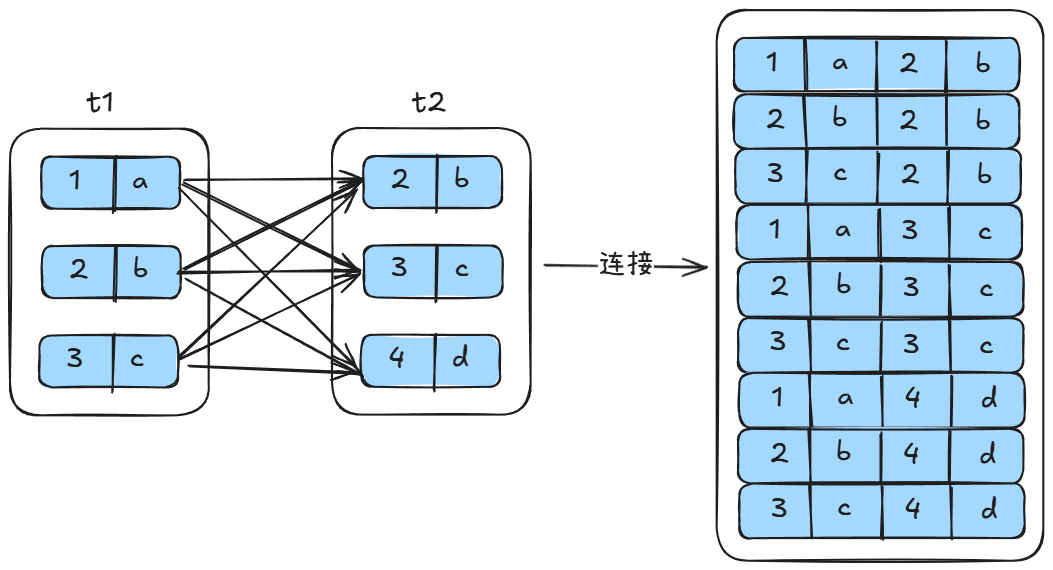 t1
1 a
2 b
3 c
t2
2 b
3 c
4 d
连接
1 a 2 b
2 b 2 b
3 c 2 b
1 a 3 c
2 b 3 c
3 c 3 c
1 a 4 d
2 b 4 d
3 c 4 d